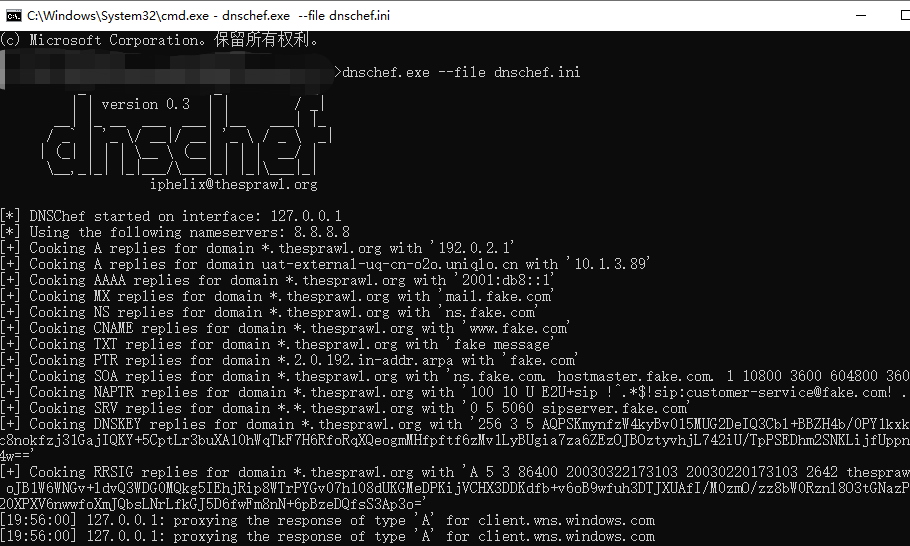 C:\Windows\System32\cmd.exe - dnschef.exe --file dnschef.ini
(c) Microsoft Corporation。保留所有权利。
>dnschef.exe --file dnschef.ini
version 0.3
dnschef
iphelix@thesprawl.org
[*] DNSChef started on interface: 127.0.0.1
[*] Using the following nameservers: 8.8.8.8
[+] Cooking A replies for domain *.thesprawl.org with '192.0.2.1'
[+] Cooking A replies for domain uat-external-uq-cn-o2o.uniqlo.cn with '10.1.3.89'
[+] Cooking AAAA replies for domain *.thesprawl.org with '2001:db8::1'
[+] Cooking MX replies for domain *.thesprawl.org with 'mail.fake.com'
[+] Cooking NS replies for domain *.thesprawl.org with 'ns.fake.com'
[+] Cooking CNAME replies for domain *.thesprawl.org with 'www.fake.com'
[+] Cooking TXT replies for domain *.thesprawl.org with 'fake message'
[+] Cooking PTR replies for domain *.2.0.192.in-addr.arpa with 'fake.com'
[+] Cooking SOA replies for domain *.thesprawl.org with 'ns.fake.com. hostmaster.fake.com. 1 10800 3600 604800 360
[+] Cooking NAPTR replies for domain *.thesprawl.org with '100 10 U E2U+sip !^.*$!sip:customer-service@fake.com! .
[+] Cooking SRV replies for domain *.*.thesprawl.org with '0 5 5060 sipserver.fake.com'
[+] Cooking DNSKEY replies for domain *.thesprawl.org with '256 3 5 AQPSKmynfzW4kyBv015MUG2DeIQ3Cbl+BBZH4b/0PY1kxk
c8nokfzj31GajIQKY+5CptLr3buXA10hWqTkF7H6RfoRqXQeogmMHfpftf6zMv1LyBUgia7za6ZEzOJBOztyvhjL742iU/TpPSEDhm2SNKLijfUppn
4w=='
[+] Cooking RRSIG replies for domain *.thesprawl.org with 'A 5 3 86400 20030322173103 20030220173103 2642 thespraw
oJB1W6WNGv+ldvQ3WDG0MQkg5IEhjRip8WTrPYGv07h108dUKGMeDPKijVCHX3DDKdfb+v6oB9wfuh3DTJXUAfI/M0zmO/zz8bW0Rznl8O3tGNazP
20XPXV6nwwfoXmJQbsLNrLfkGJ5D6fwFm8nN+6pBzeDQfsS3Ap3o='
[19:56:00] 127.0.0.1: proxying the response of type 'A' for client.wns.windows.com
[19:56:00] 127.0.0.1: proxying the response of type 'A' for client.wns.windows.com